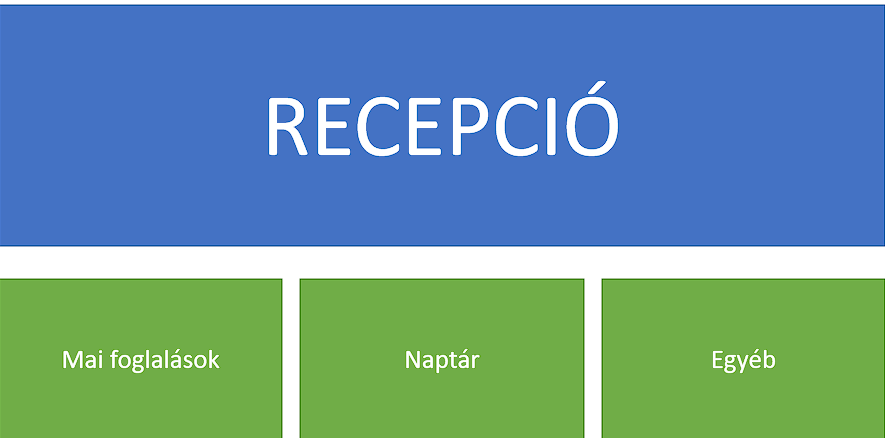 RECEPCIÓ
Mai foglalások
Naptár
Egyéb